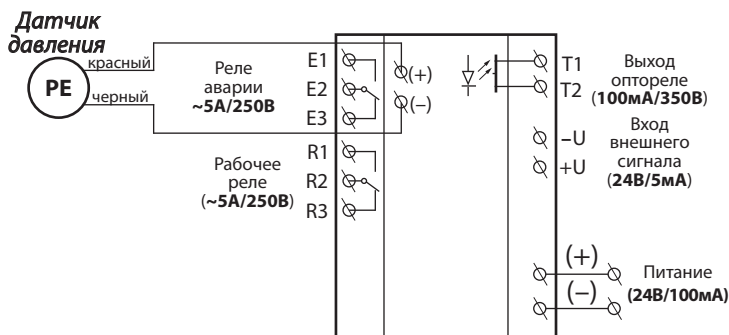 Датчик
давления
красный
РЕ
черный
Реле
аварии
~5А/250В
E1
E2
E3
(+)
(–)
Рабочее
реле
(~5А/250В)
R1
R2
R3
T1
T2
Выход
оптореле
(100мА/350В)
–U
+U
Вход
внешнего
сигнала
(24В/5мА)
(+)
(–)
Питание
(24В/100мА)